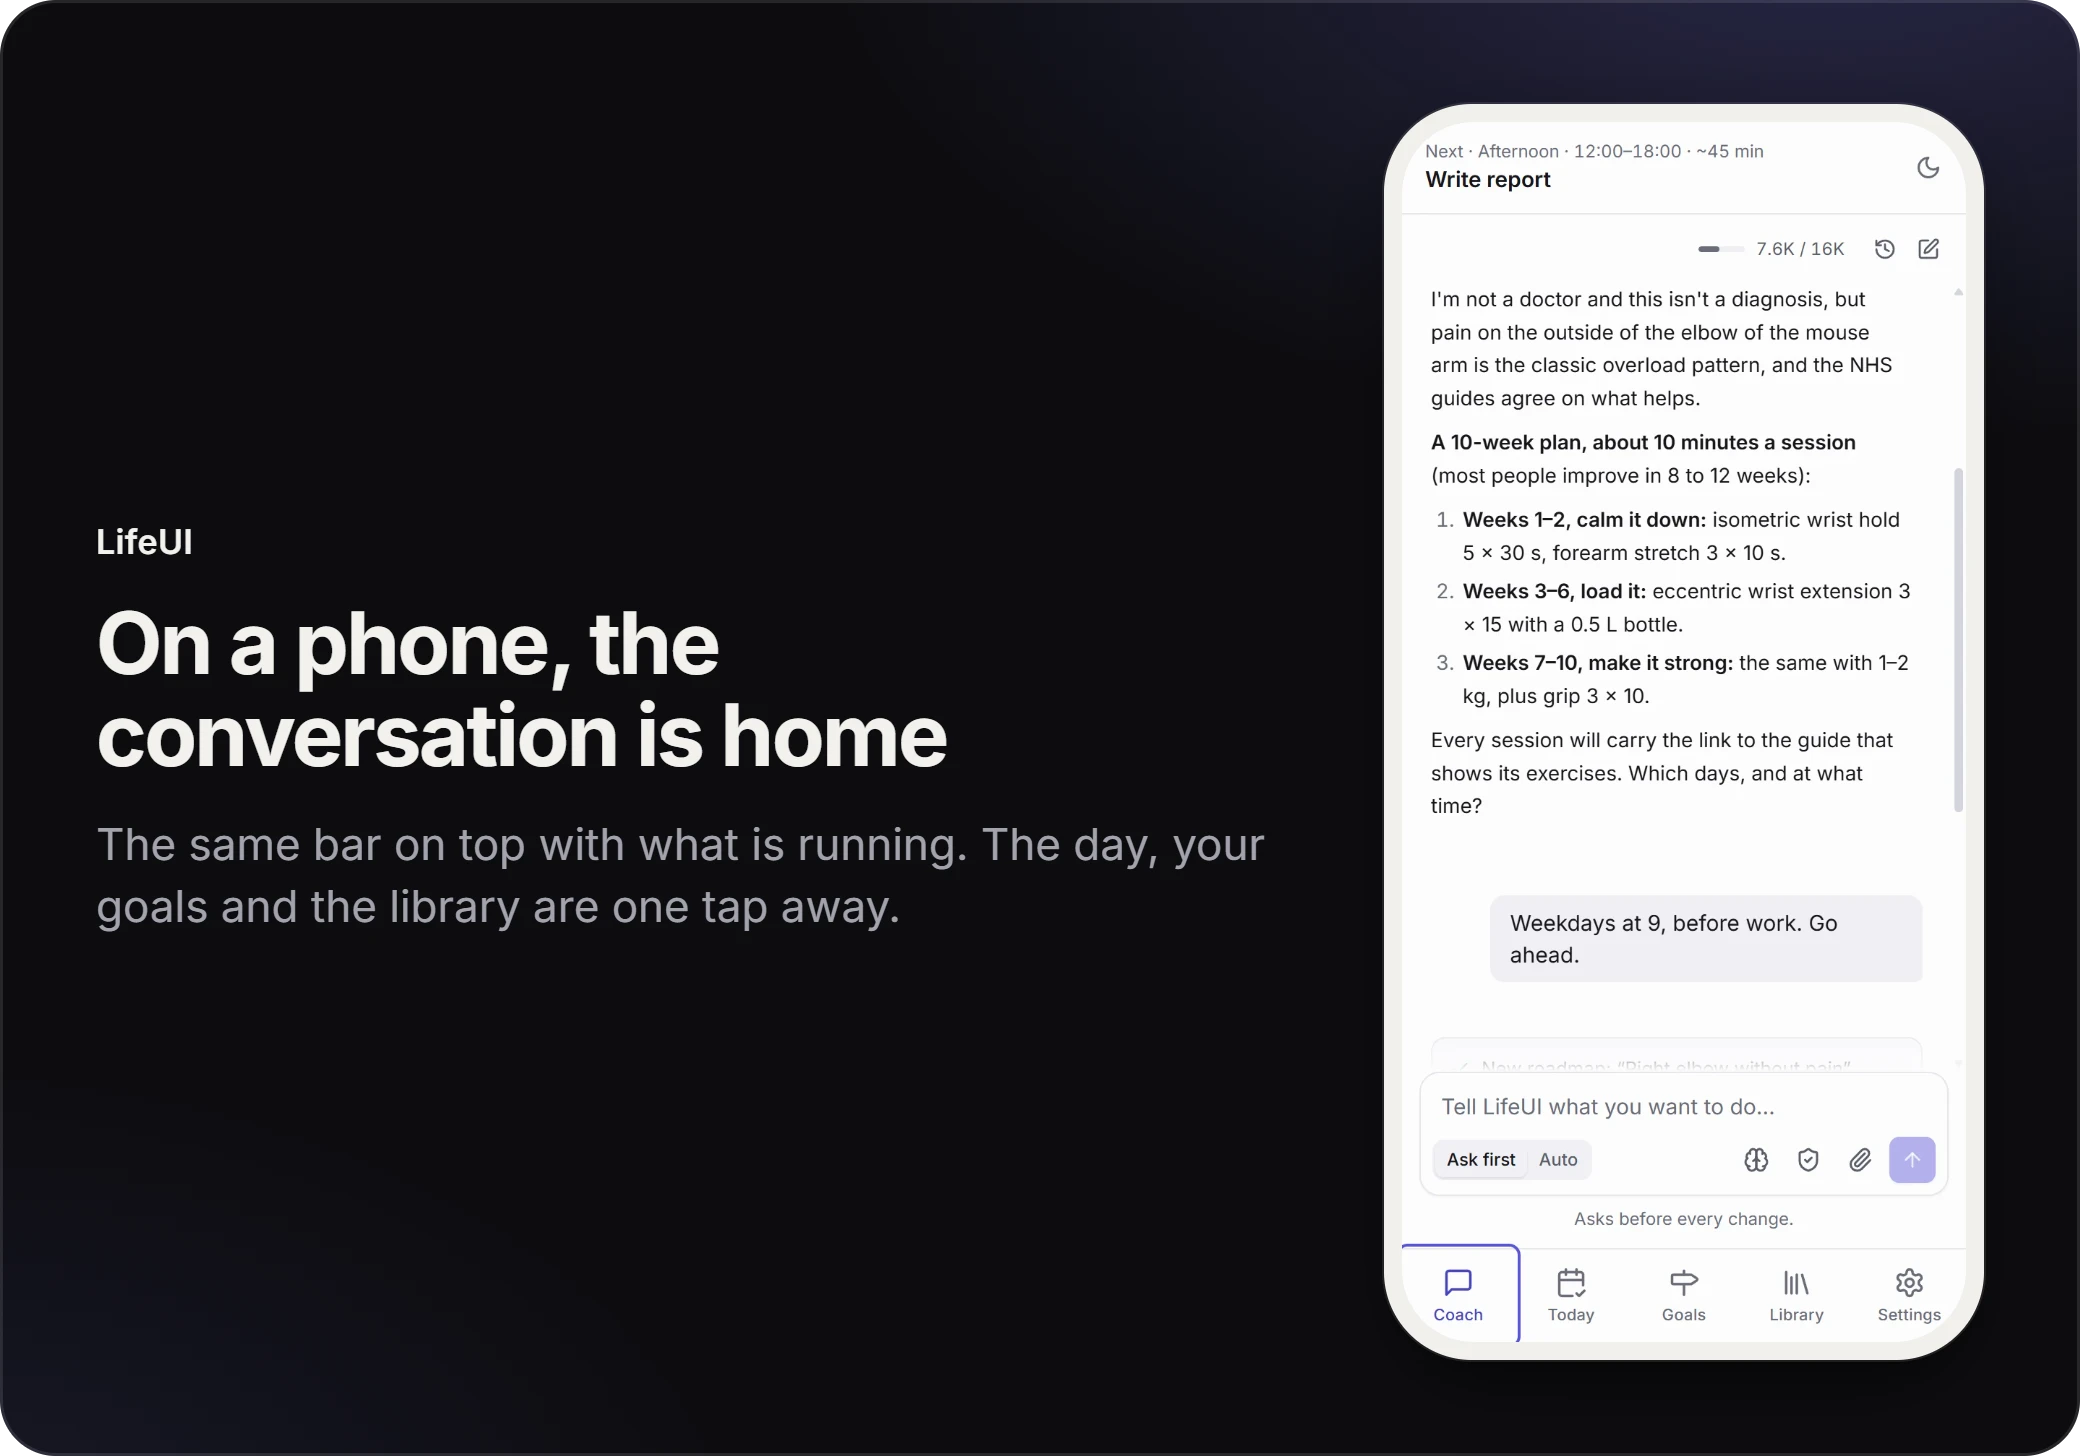 LifeUI
On a phone, the
conversation is home
The same bar on top with what is running. The day, your
goals and the library are one tap away.
Next · Afternoon · 12:00–18:00 · ~45 min
Write report
7.6K / 16K
I'm not a doctor and this isn't a diagnosis, but
pain on the outside of the elbow of the mouse
arm is the classic overload pattern, and the NHS
guides agree on what helps.
A 10-week plan, about 10 minutes a session
(most people improve in 8 to 12 weeks):
1. Weeks 1–2, calm it down: isometric wrist hold
5 × 30 s, forearm stretch 3 × 10 s.
2. Weeks 3–6, load it: eccentric wrist extension 3
× 15 with a 0.5 L bottle.
3. Weeks 7–10, make it strong: the same with 1–2
kg, plus grip 3 × 10.
Every session will carry the link to the guide that
shows its exercises. Which days, and at what
time?
Weekdays at 9, before work. Go
ahead.
New roadmap: “Right elbow without pain”
Tell LifeUI what you want to do...
Ask first Auto
Asks before every change.
Coach Today Goals Library Settings